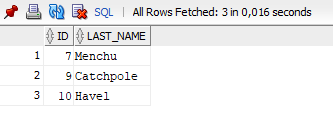 SQL | All Rows Fetched: 3 in 0,016 seconds
ID LAST_NAME
1 7 Menchu
2 9 Catchpole
3 10 Havel